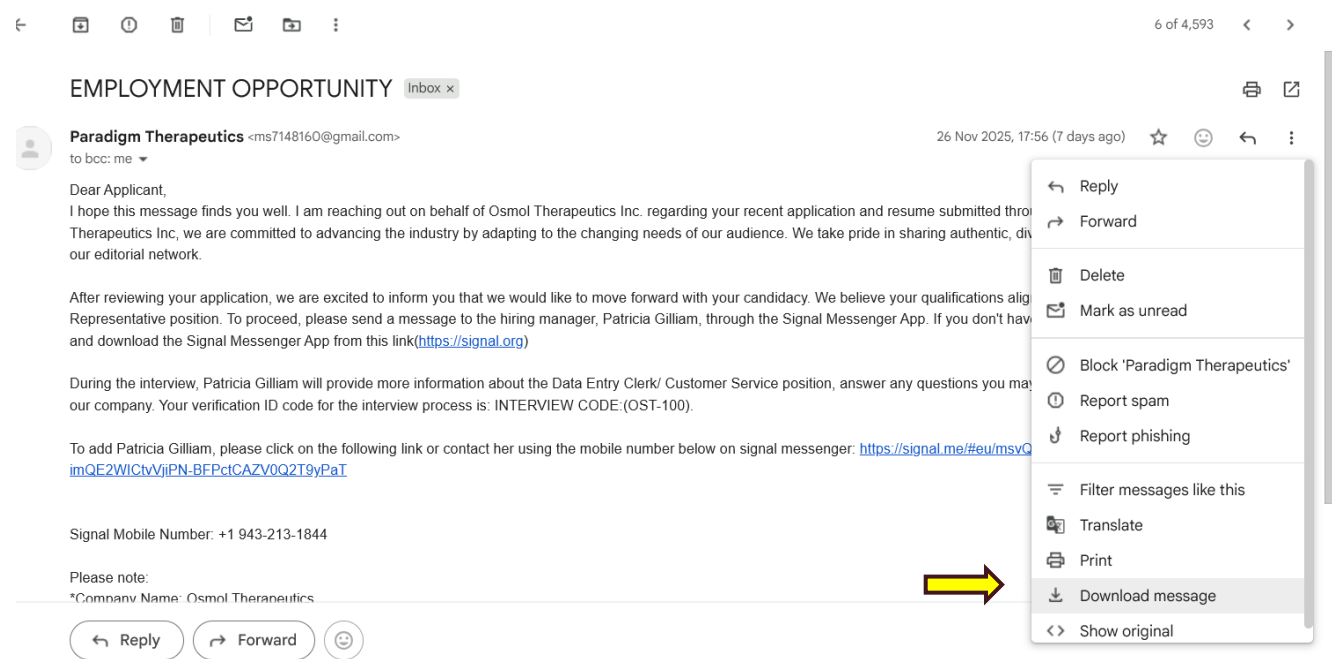 6 of 4,593
EMPLOYMENT OPPORTUNITY Inbox ×
Paradigm Therapeutics <ms7148160@gmail.com> 26 Nov 2025, 17:56 (7 days ago)
to bcc: me
Dear Applicant,
I hope this message finds you well. I am reaching out on behalf of Osmol Therapeutics Inc. regarding your recent application and resume submitted
Therapeutics Inc, we are committed to advancing the industry by adapting to the changing needs of our audience. We take pride in sharing authentic,
our editorial network.
After reviewing your application, we are excited to inform you that we would like to move forward with your candidacy. We believe your qualifications
Representative position. To proceed, please send a message to the hiring manager, Patricia Gilliam, through the Signal Messenger App. If you don't
and download the Signal Messenger App from this link(https://signal.org)
During the interview, Patricia Gilliam will provide more information about the Data Entry Clerk/ Customer Service position, answer any questions you
our company. Your verification ID code for the interview process is: INTERVIEW CODE:(OST-100).
To add Patricia Gilliam, please click on the following link or contact her using the mobile number below on signal messenger: https://signal.me/#eu/msvQ
imQE2WICtvVjiPN-BFPctCAZV0Q2T9yPaT
Signal Mobile Number: +1 943-213-1844
Please note:
*Company Name: Osmol Therapeutics
Reply
Forward
Reply
Forward
Delete
Mark as unread
Block 'Paradigm Therapeutics'
Report spam
Report phishing
Filter messages like this
Translate
Print
Download message
Show original